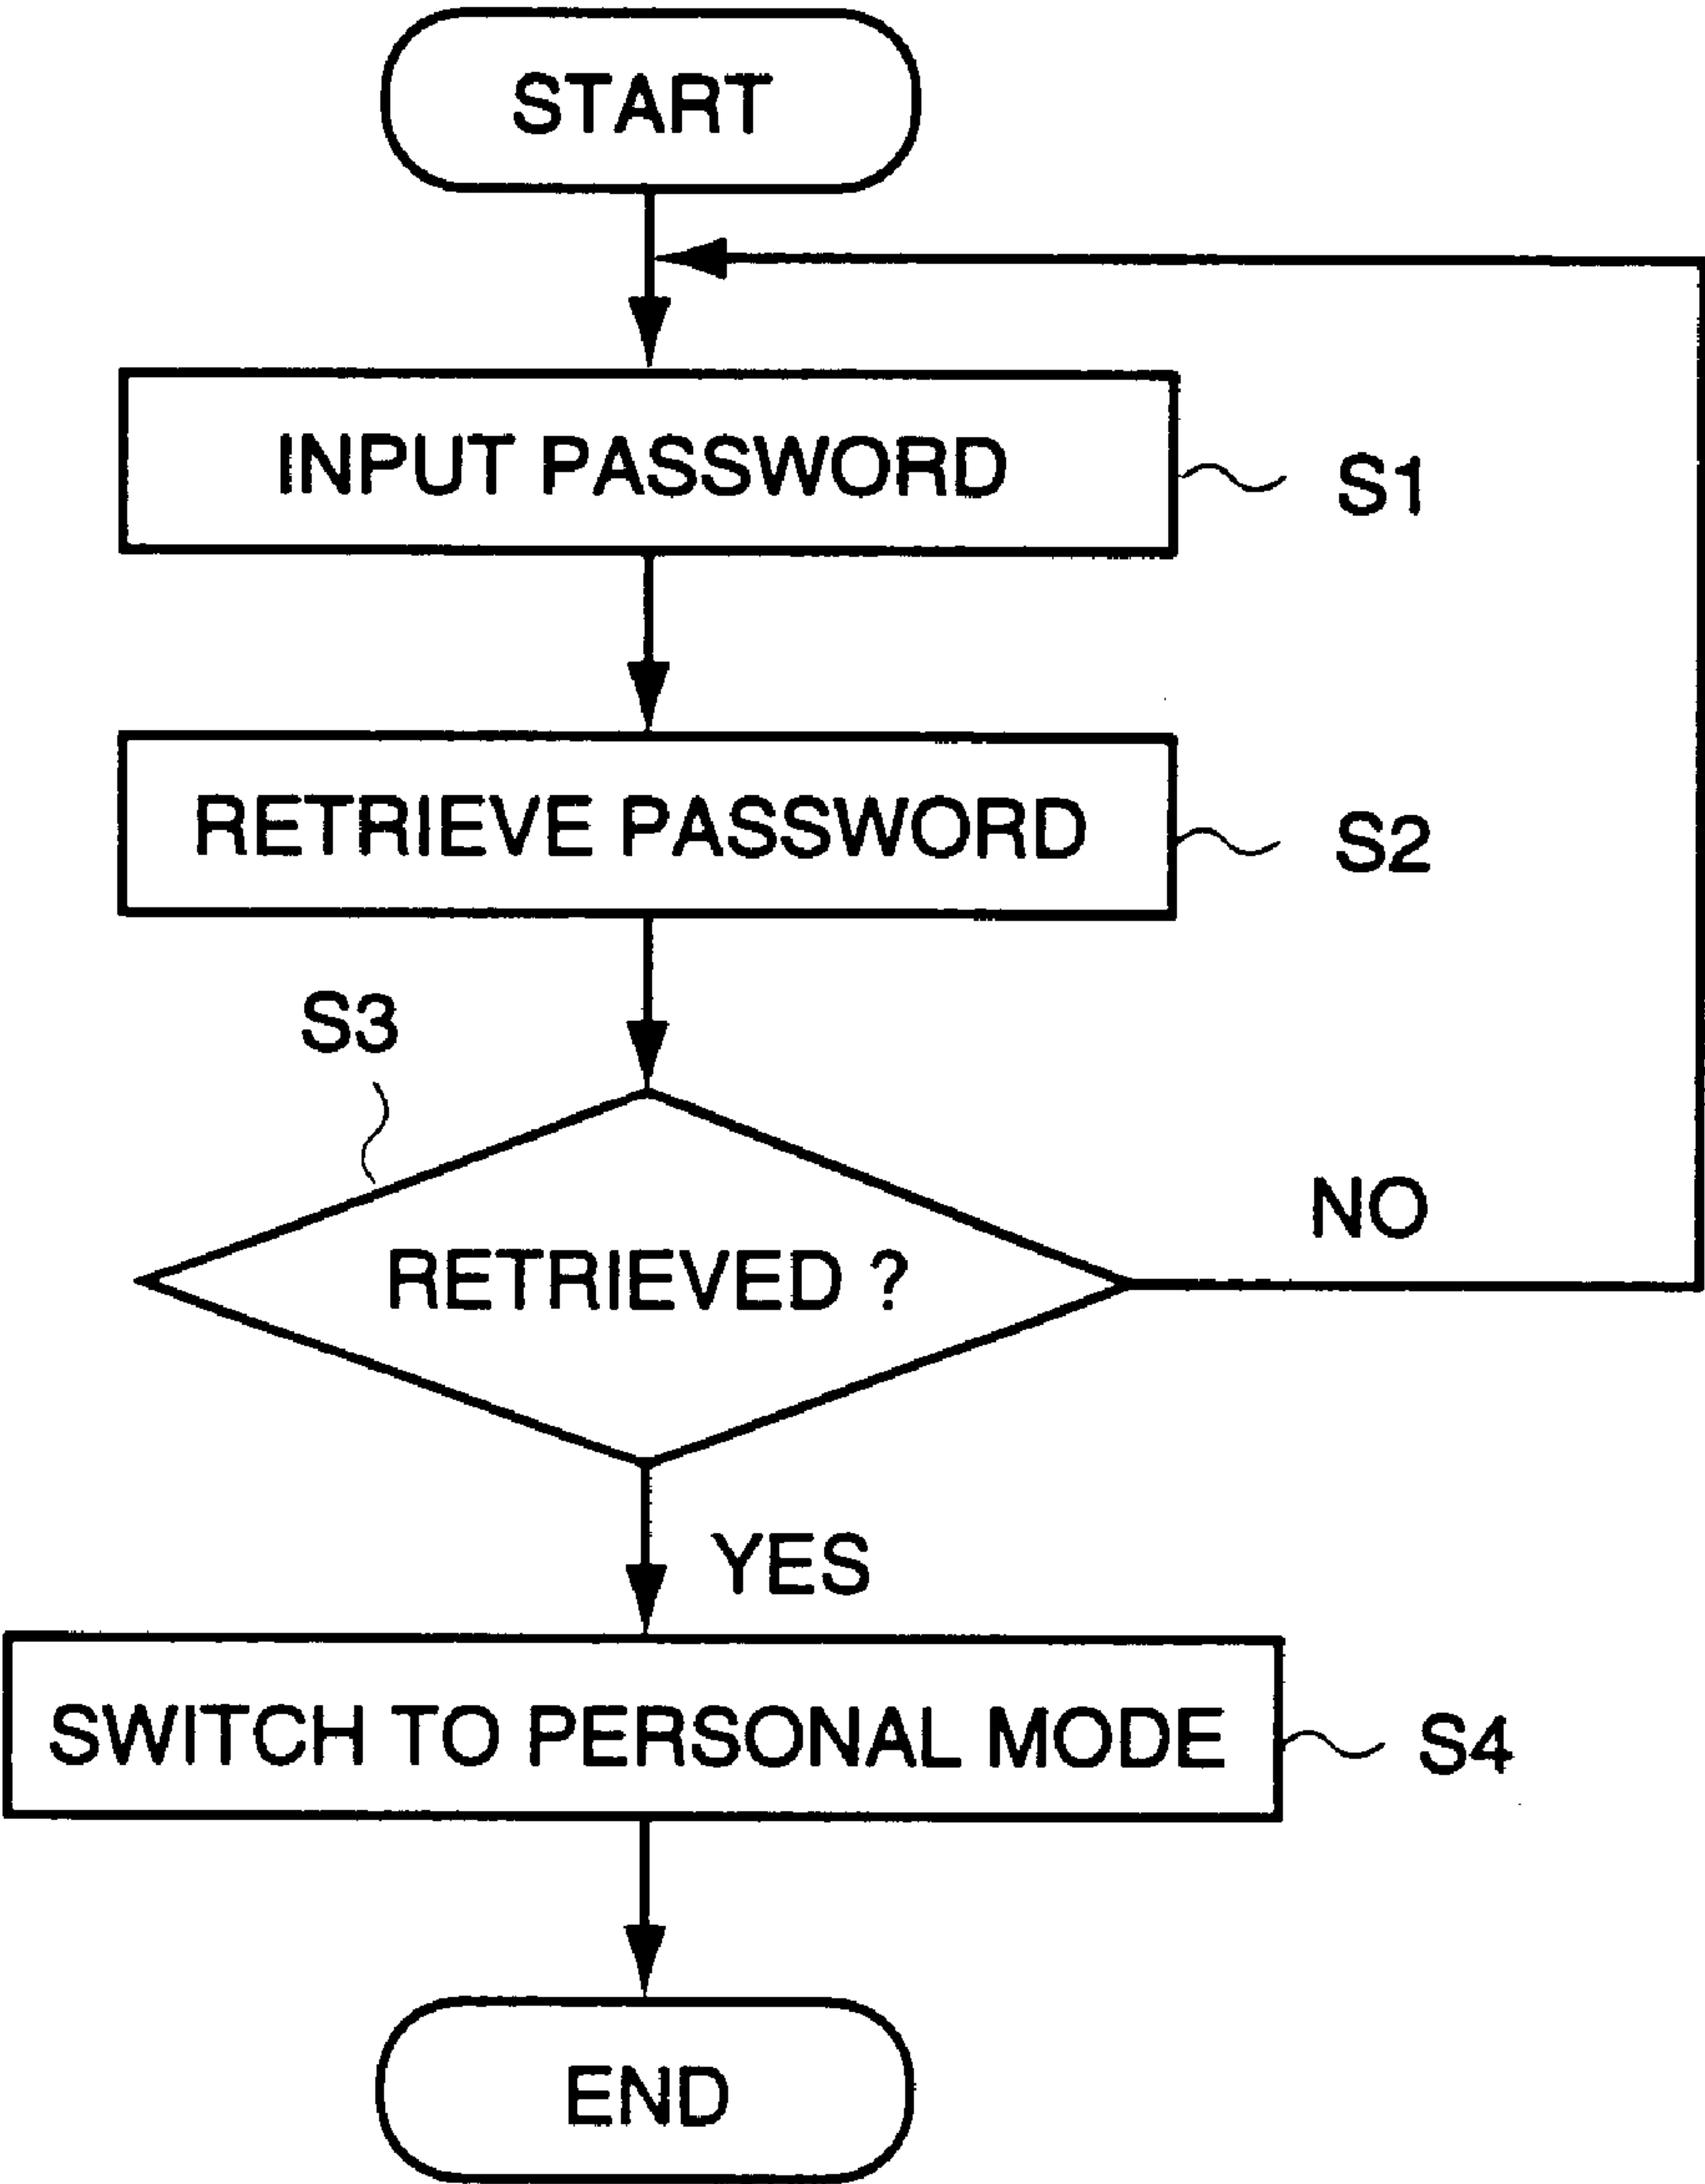 START
INPUT PASSWORD
S1
RETRIEVE PASSWORD
S2
S3
RETRIEVED ?
NO
YES
SWITCH TO PERSONAL MODE
S4
END